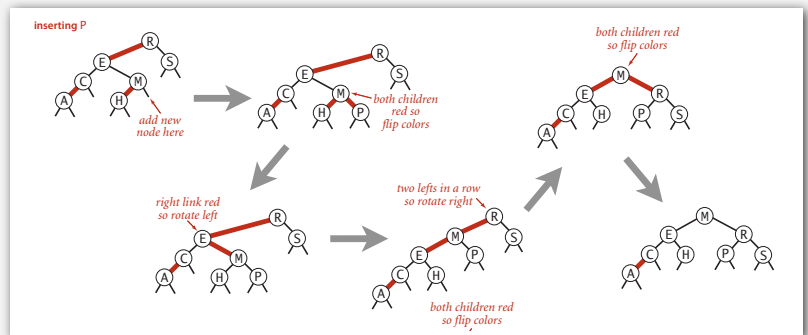 inserting P
R
E
S
C
M
A
H
add new
node here
R
E
S
C
M
A
H
P
both children
red so
flip colors
both children red
so flip colors
M
E
R
C
H
P
S
A
right link red
so rotate left
R
E
S
C
M
A
H
P
two lefts in a row
so rotate right
R
M
S
E
P
C
H
A
both children red
so flip colors
M
E
R
C
H
P
S
A